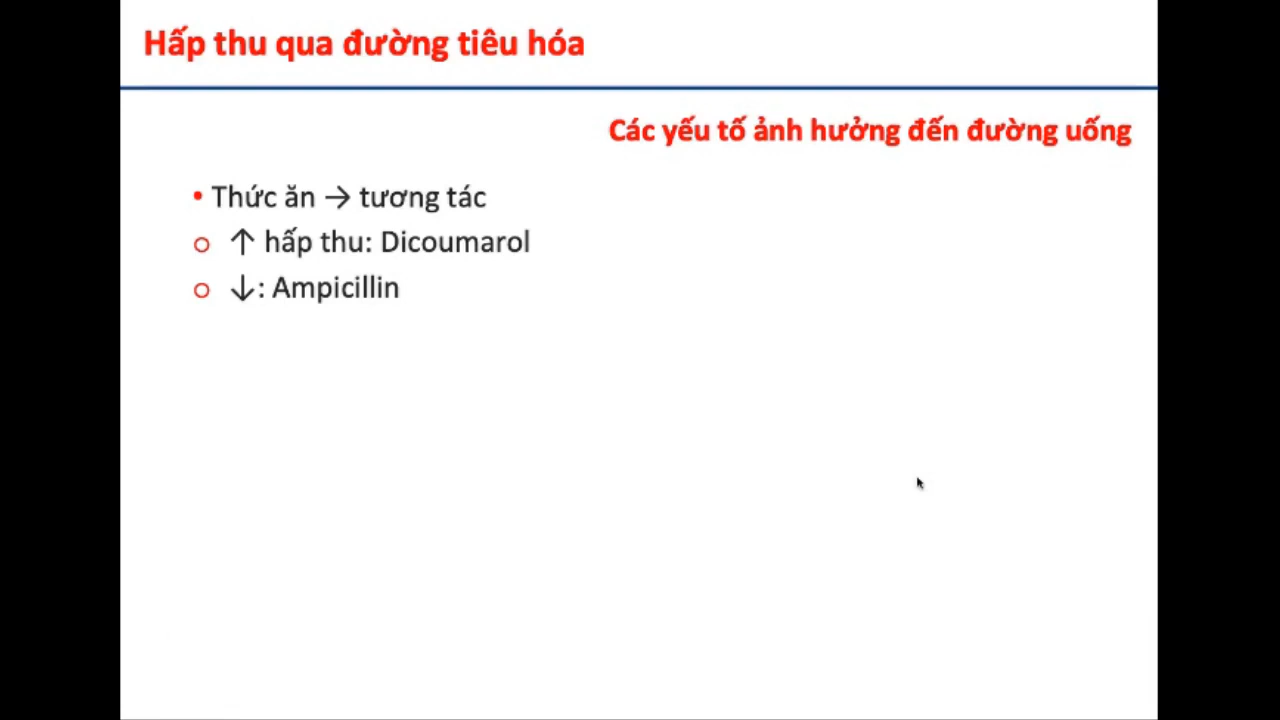 Hấp thu qua đường tiêu hóa
Các yếu tố ảnh hưởng đến đường uống
• Thức ăn → tương tác
o ↑ hấp thu: Dicoumarol
o ↓: Ampicillin